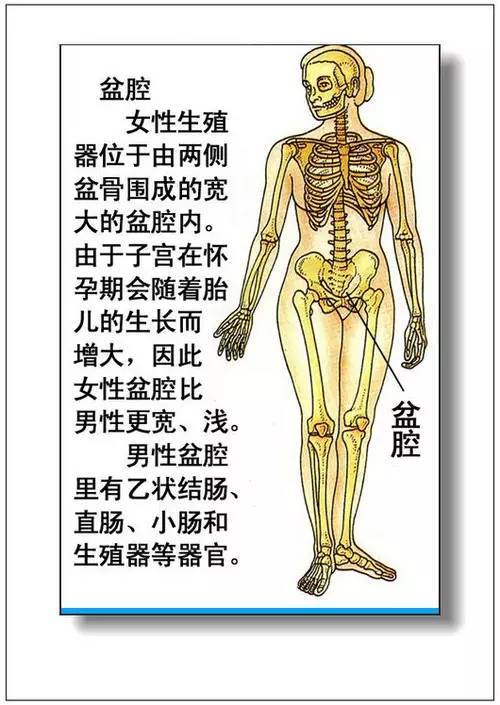 盆腔
女性生殖
器位于由两侧
盆骨围成的宽
大的盆腔内。
由于子宫在怀
孕期会随着胎
儿的生长而
增大，因此
女性盆腔比
男性更宽、浅。
男性盆腔
里有乙状结肠、
直肠、小肠和
生殖器等器官。
盆腔